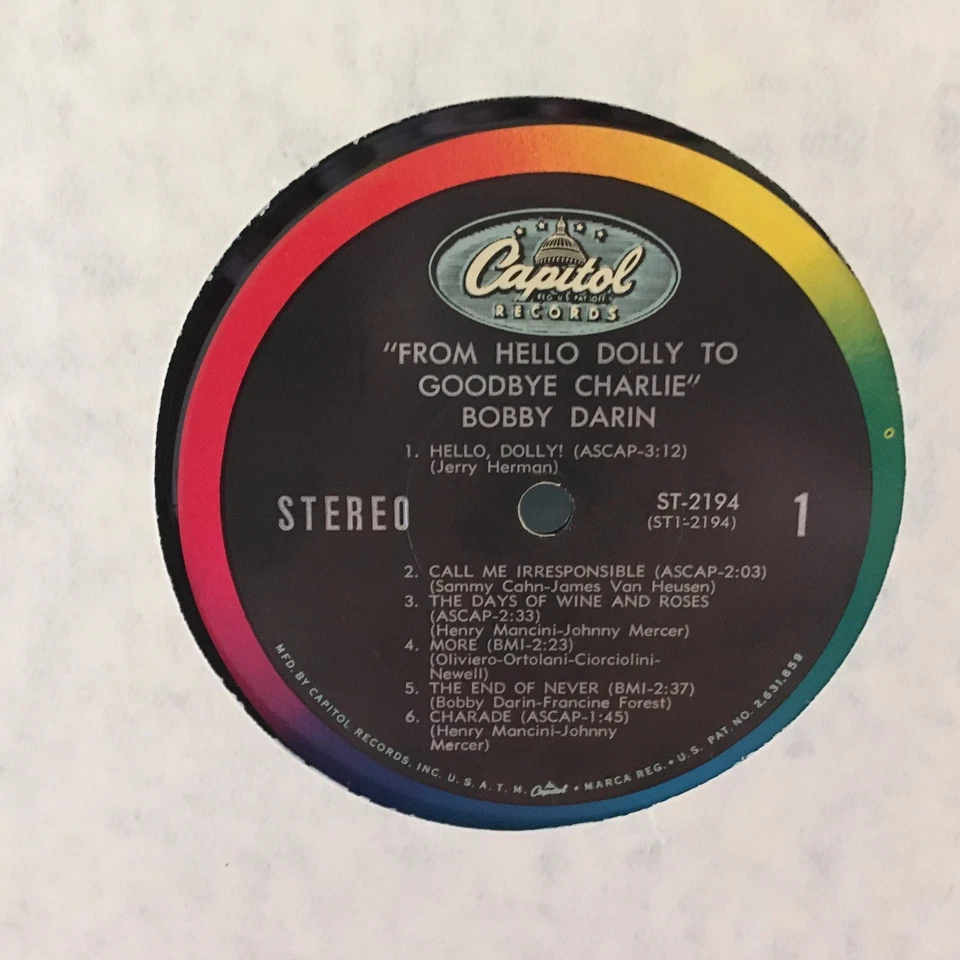 Capitol
REG. U.S. PAT. OFF.
RECORDS
"FROM HELLO DOLLY TO
GOODBYE CHARLIE"
BOBBY DARIN
1. HELLO, DOLLY! (ASCAP-3:12)
(Jerry Herman)
STEREO
ST-2194
(ST1-2194)
1
2. CALL ME IRRESPONSIBLE (ASCAP-2:03)
(Sammy Cahn-James Van Heusen)
3. THE DAYS OF WINE AND ROSES
(ASCAP-2:33)
(Henry Mancini-Johnny Mercer)
4. MORE (BMI-2:23)
(Oliviero-Ortolani-Ciorciolini-
Newell)
5. THE END OF NEVER (BMI-2:37)
(Bobby Darin-Francine Forest)
6. CHARADE (ASCAP-1:45)
(Henry Mancini-Johnny
Mercer)
MFD. BY CAPITOL RECORDS, INC. U. S. A. T. M. Capitol • MARCA REG. • U.S. PAT. NO. 2,631,859